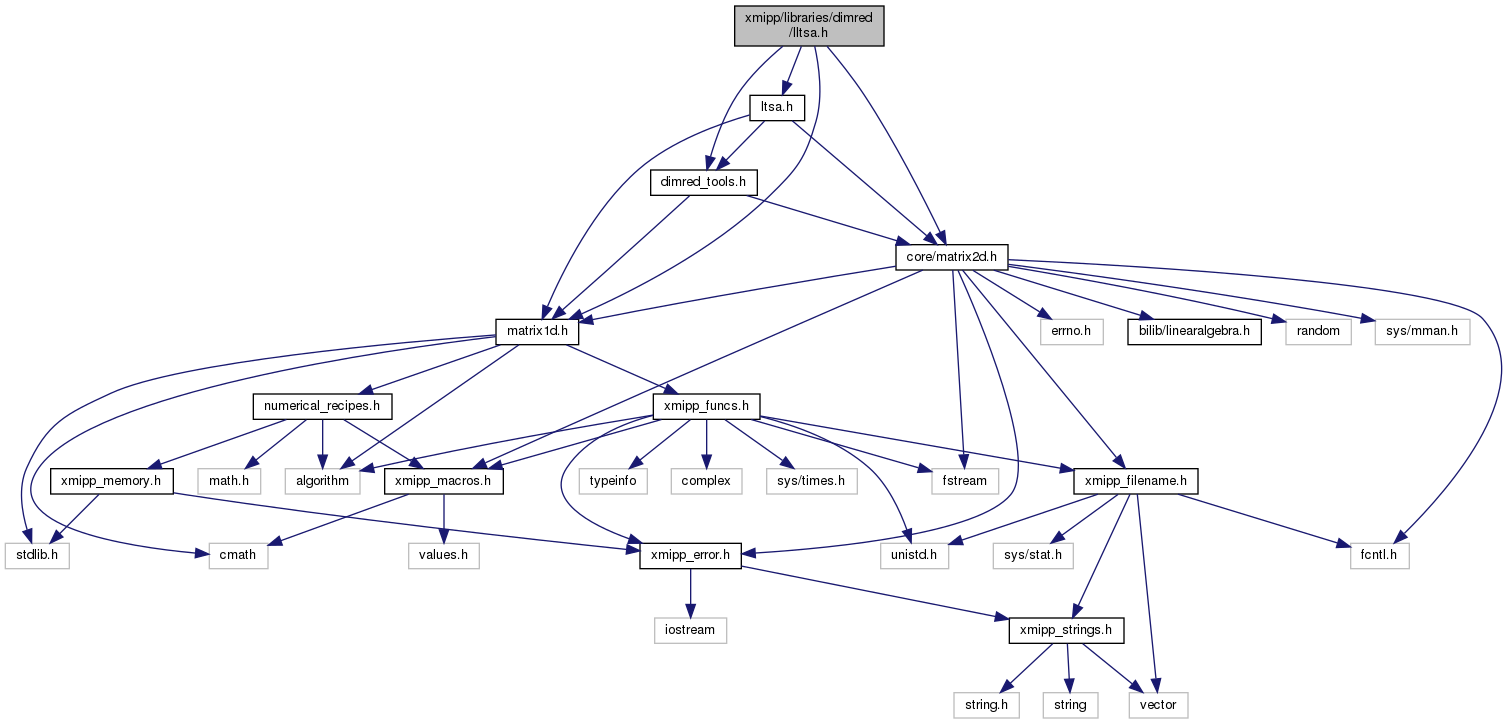 xmipp/libraries/dimred
/lltsa.h
ltsa.h
dimred_tools.h
core/matrix2d.h
matrix1d.h
errno.h
bilib/linearalgebra.h
random
sys/mman.h
numerical_recipes.h
xmipp_funcs.h
xmipp_memory.h
math.h
algorithm
xmipp_macros.h
typeinfo
complex
sys/times.h
fstream
xmipp_filename.h
stdlib.h
cmath
values.h
xmipp_error.h
unistd.h
sys/stat.h
fcntl.h
iostream
xmipp_strings.h
string.h
string
vector